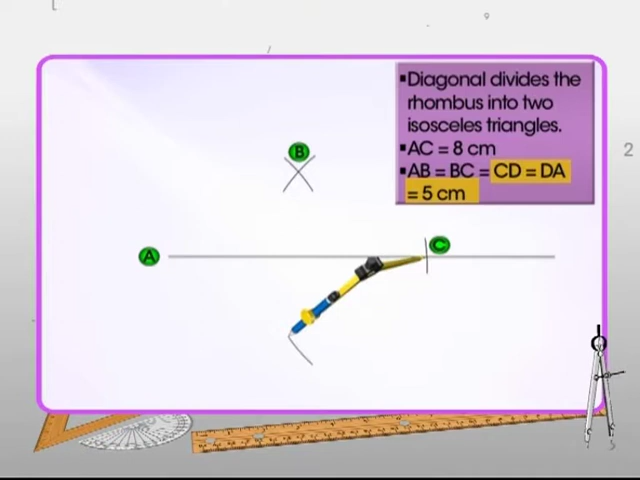 ▪Diagonal divides the
rhombus into two
isosceles triangles.
▪AC = 8 cm
▪AB = BC = CD = DA
= 5 cm
B
C
A
2